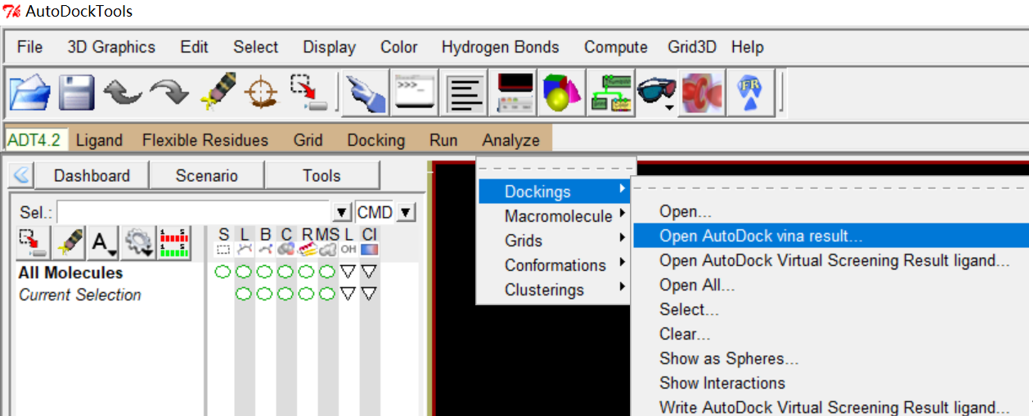 AutoDockTools
File 3D Graphics Edit Select Display Color Hydrogen Bonds Compute Grid3D Help
>>>_
FR
ADT4.2 Ligand Flexible Residues Grid Docking Run Analyze
Dashboard Scenario Tools
Sel.: CMD
A
S L B C R MS L Cl
OH
All Molecules
Current Selection
Dockings
Macromolecule
Grids
Conformations
Clusterings
Open...
Open AutoDock vina result...
Open AutoDock Virtual Screening Result ligand...
Open All...
Select...
Clear...
Show as Spheres...
Show Interactions
Write AutoDock Virtual Screening Result ligand...